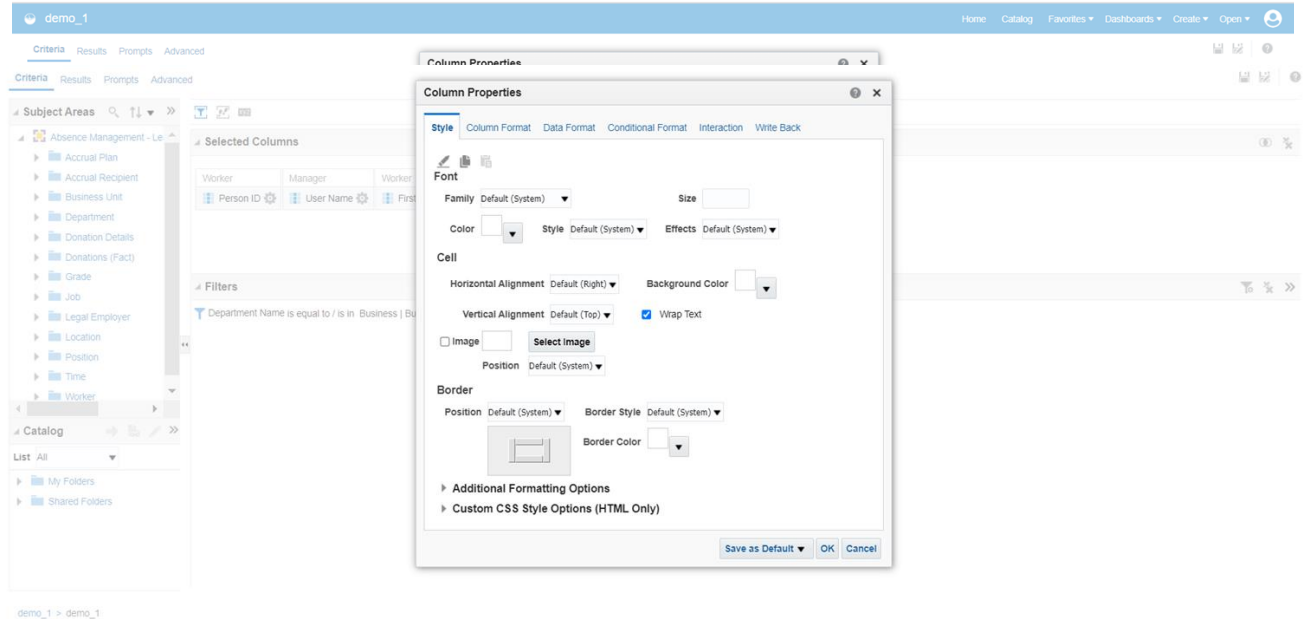 demo_1
Home Catalog Favorites Dashboards Create Open
Criteria Results Prompts Advanced
Column Properties
Criteria Results Prompts Advanced
Column Properties
Subject Areas
Style Column Format Data Format Conditional Format Interaction Write Back
Absence Management - Le
Selected Columns
Accrual Plan
Accrual Recipient
Business Unit
Department
Donation Details
Donations (Fact)
Grade
Job
Legal Employer
Location
Position
Time
Worker
Worker Manager Worker
Person ID User Name First
Filters
Department Name is equal to / is in Business | Bu
Font
Family Default (System) Size
Color Style Default (System) Effects Default (System)
Cell
Horizontal Alignment Default (Right) Background Color
Vertical Alignment Default (Top) Wrap Text
Image Select Image
Position Default (System)
Border
Position Default (System) Border Style Default (System)
Border Color
Additional Formatting Options
Custom CSS Style Options (HTML Only)
Save as Default OK Cancel
Catalog
List All
My Folders
Shared Folders
demo_1 > demo_1